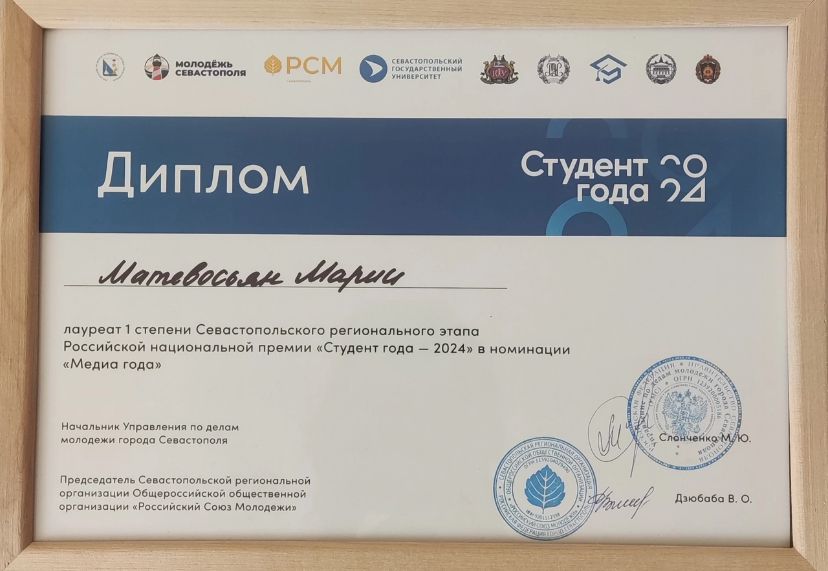 МОЛОДЁЖЬ
СЕВАСТОПОЛЯ
РСМ
СЕВАСТОПОЛЬСКИЙ
ГОСУДАРСТВЕННЫЙ
УНИВЕРСИТЕТ
Диплом
Студент 20
года 24
Матевосьян Марии
лауреат 1 степени Севастопольского регионального этапа
Российской национальной премии «Студент года — 2024» в номинации
«Медиа года»
Начальник Управления по делам
молодежи города Севастополя
Слонченко М. Ю.
Председатель Севастопольской региональной
организации Общероссийской общественной
организации «Российский Союз Молодежи»
Дзюбаба В. О.